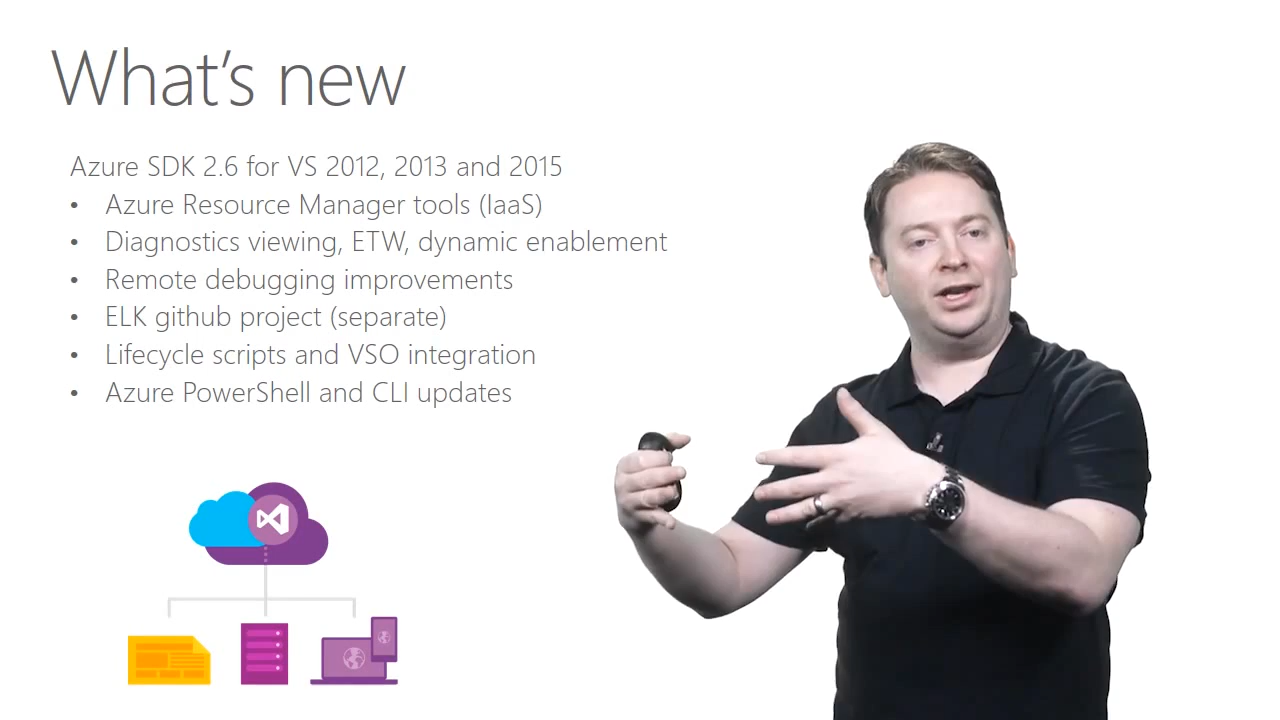 What's new
Azure SDK 2.6 for VS 2012, 2013 and 2015
• Azure Resource Manager tools (IaaS)
• Diagnostics viewing, ETW, dynamic enablement
• Remote debugging improvements
• ELK github project (separate)
• Lifecycle scripts and VSO integration
• Azure PowerShell and CLI updates